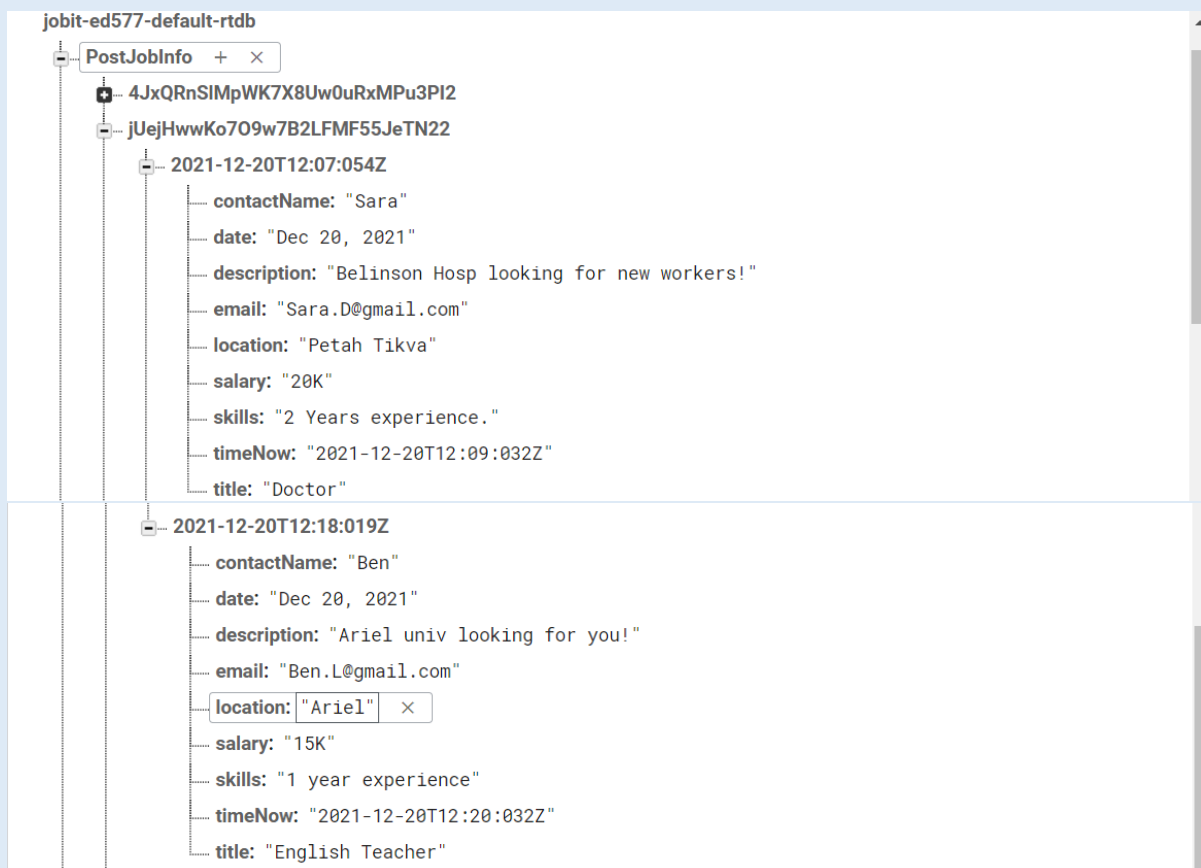 jobit-ed577-default-rtdb
PostJobInfo + ×
4JxQRnSlMpWK7X8Uw0uRxMPu3Pl2
jUejHwwKo7O9w7B2LFMF55JeTN22
2021-12-20T12:07:054Z
contactName: "Sara"
date: "Dec 20, 2021"
description: "Belinson Hosp looking for new workers!"
email: "Sara.D@gmail.com"
location: "Petah Tikva"
salary: "20K"
skills: "2 Years experience."
timeNow: "2021-12-20T12:09:032Z"
title: "Doctor"
2021-12-20T12:18:019Z
contactName: "Ben"
date: "Dec 20, 2021"
description: "Ariel univ looking for you!"
email: "Ben.L@gmail.com"
location: "Ariel" ×
salary: "15K"
skills: "1 year experience"
timeNow: "2021-12-20T12:20:032Z"
title: "English Teacher"